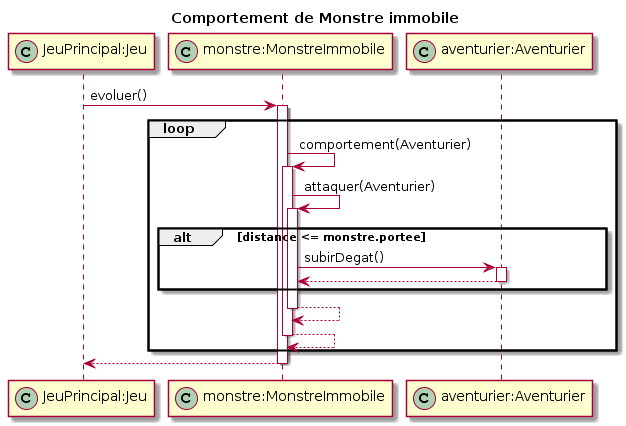 Comportement de Monstre immobile
C JeuPrincipal:Jeu C monstre:MonstreImmobile C aventurier:Aventurier
evoluer()
loop
comportement(Aventurier)
attaquer(Aventurier)
alt [distance <= monstre.portee]
subirDegat()
C JeuPrincipal:Jeu C monstre:MonstreImmobile C aventurier:Aventurier